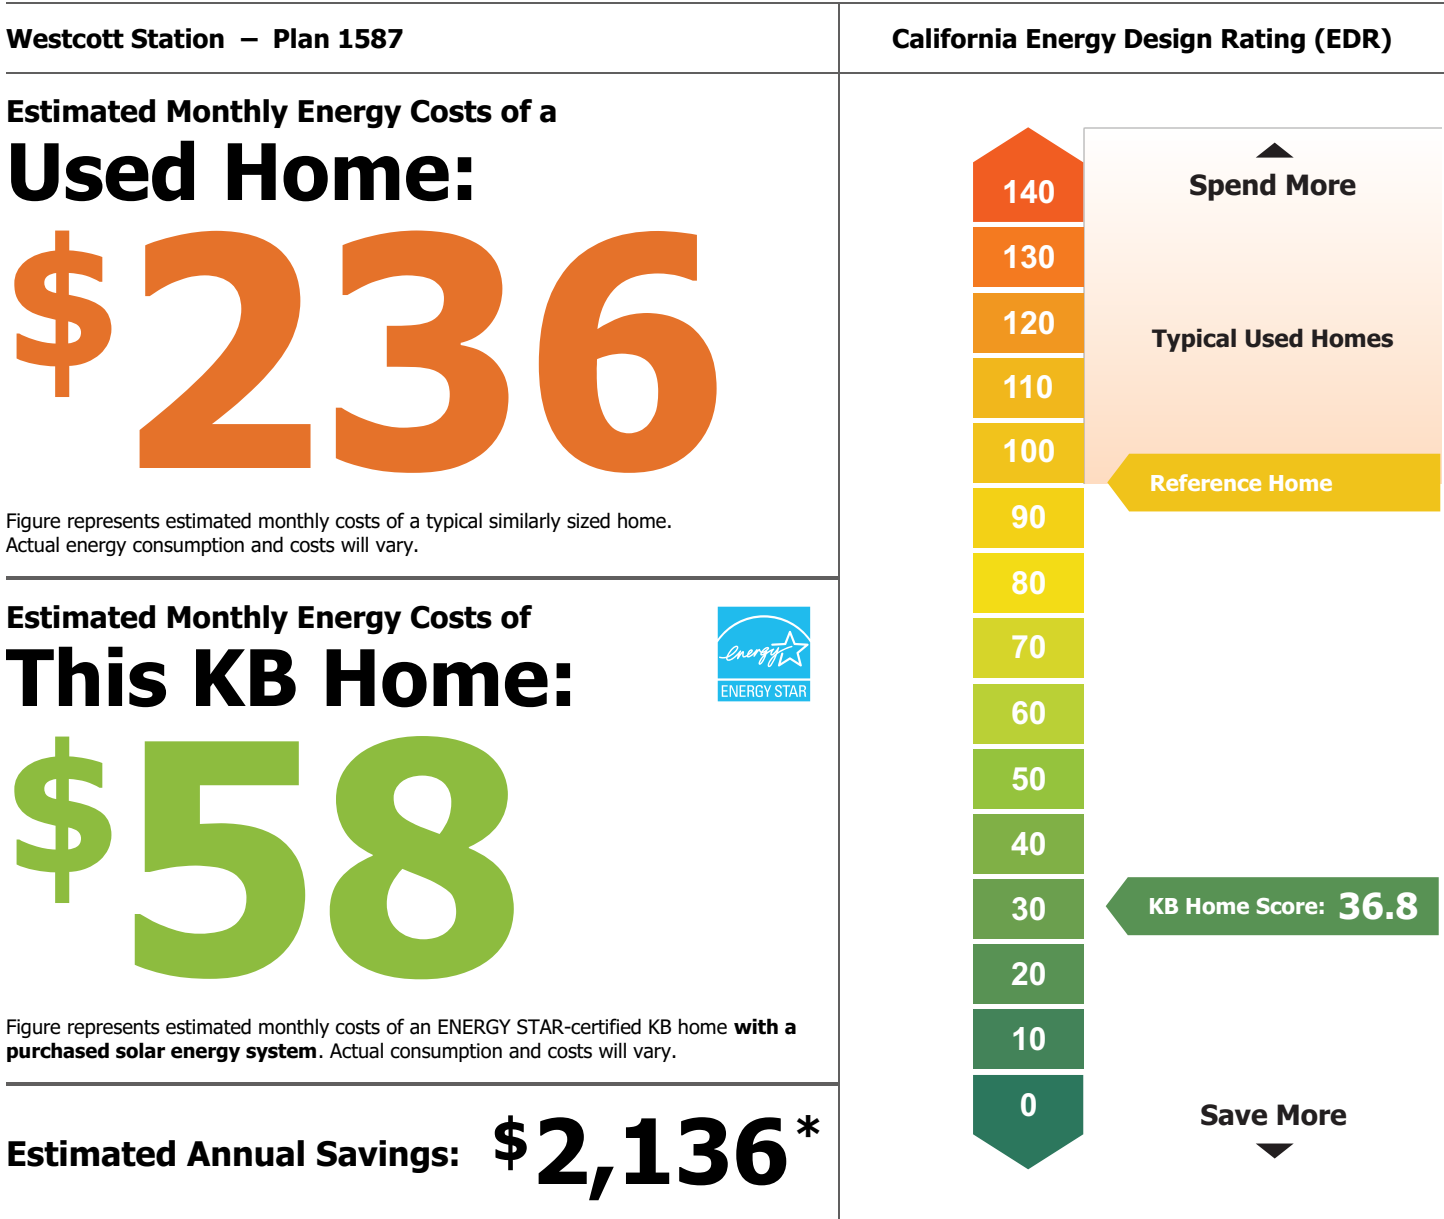 Westcott Station – Plan 1587
Estimated Monthly Energy Costs of a
Used Home:
$236
Figure represents estimated monthly costs of a typical similarly sized home.
Actual energy consumption and costs will vary.
Estimated Monthly Energy Costs of
This KB Home:
energy
ENERGY STAR
$58
Figure represents estimated monthly costs of an ENERGY STAR-certified KB home with a
purchased solar energy system. Actual consumption and costs will vary.
Estimated Annual Savings: $2,136*
California Energy Design Rating (EDR)
140
Spend More
130
120
Typical Used Homes
110
100
Reference Home
90
80
70
60
50
40
30
KB Home Score: 36.8
20
10
0
Save More